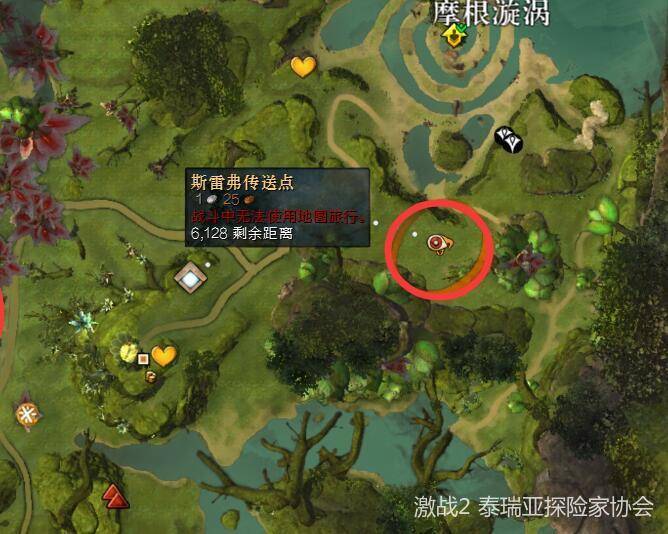 摩根漩涡
斯雷弗传送点
1 25
战斗中无法使用地图旅行。
6,128 剩余距离
激战2 泰瑞亚探险家协会